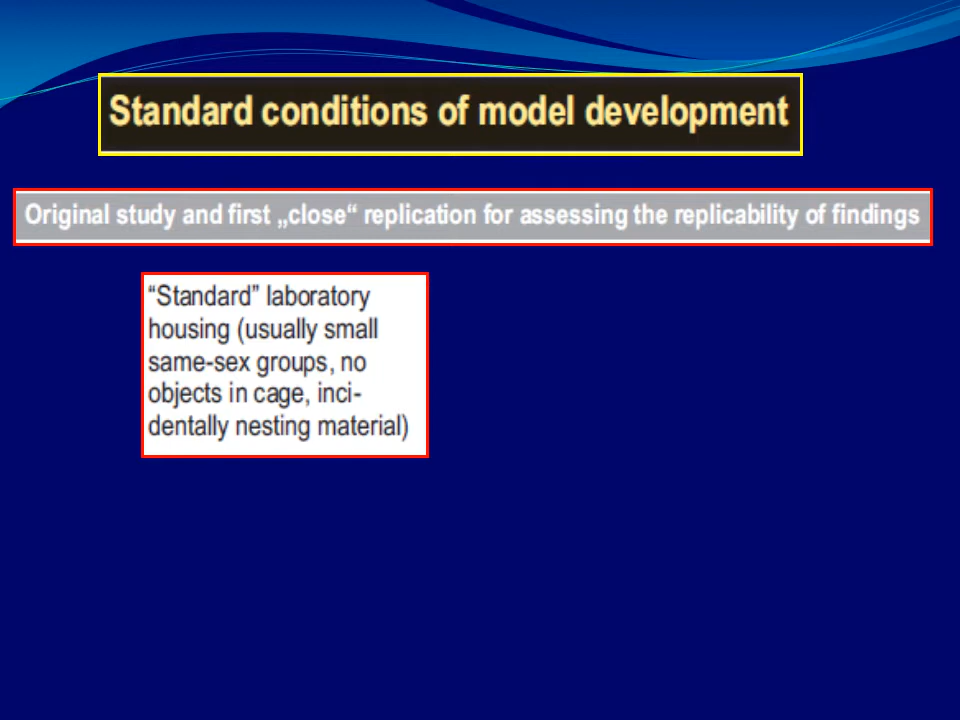 Standard conditions of model development
Original study and first „close“ replication for assessing the replicability of findings
“Standard” laboratory
housing (usually small
same-sex groups, no
objects in cage, inci-
dentally nesting material)